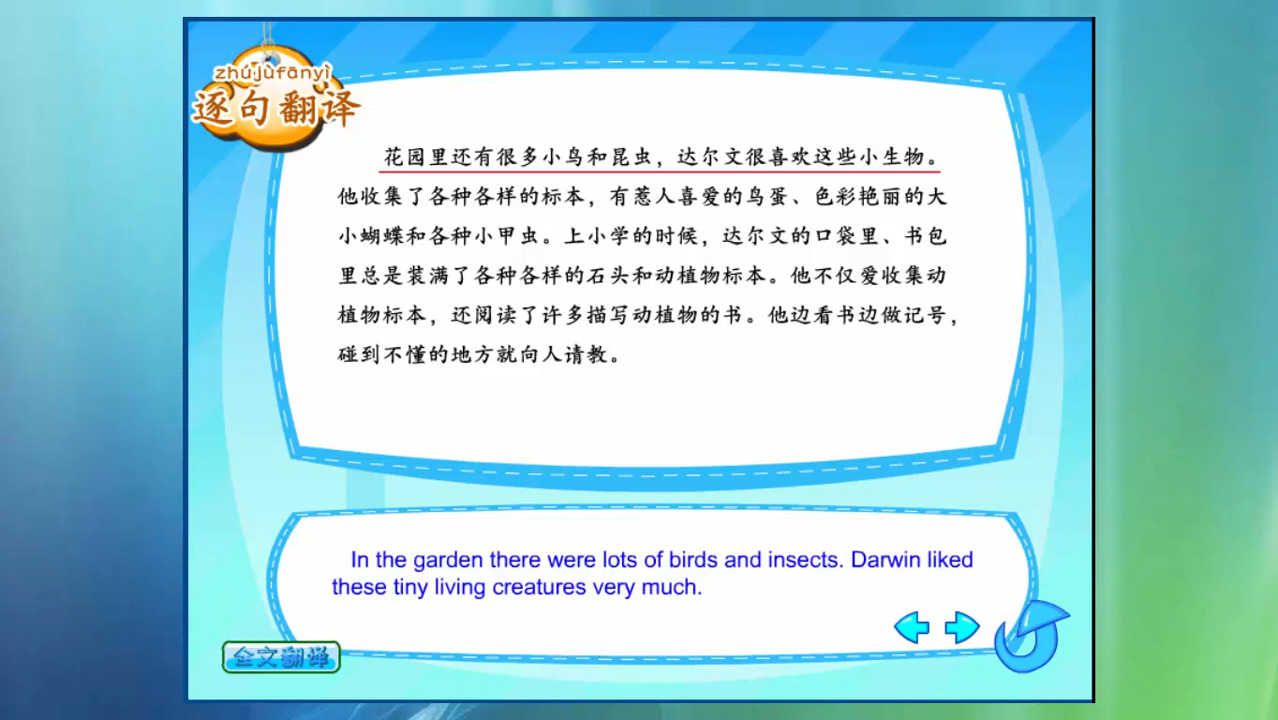 zhújùfānyì
逐句翻译
花园里还有很多小鸟和昆虫，达尔文很喜欢这些小生物。
他收集了各种各样的标本，有惹人喜爱的鸟蛋、色彩艳丽的大
小蝴蝶和各种小甲虫。上小学的时候，达尔文的口袋里、书包
里总是装满了各种各样的石头和动植物标本。他不仅爱收集动
植物标本，还阅读了许多描写动植物的书。他边看书边做记号，
碰到不懂的地方就向人请教。
In the garden there were lots of birds and insects. Darwin liked
these tiny living creatures very much.
全文翻译